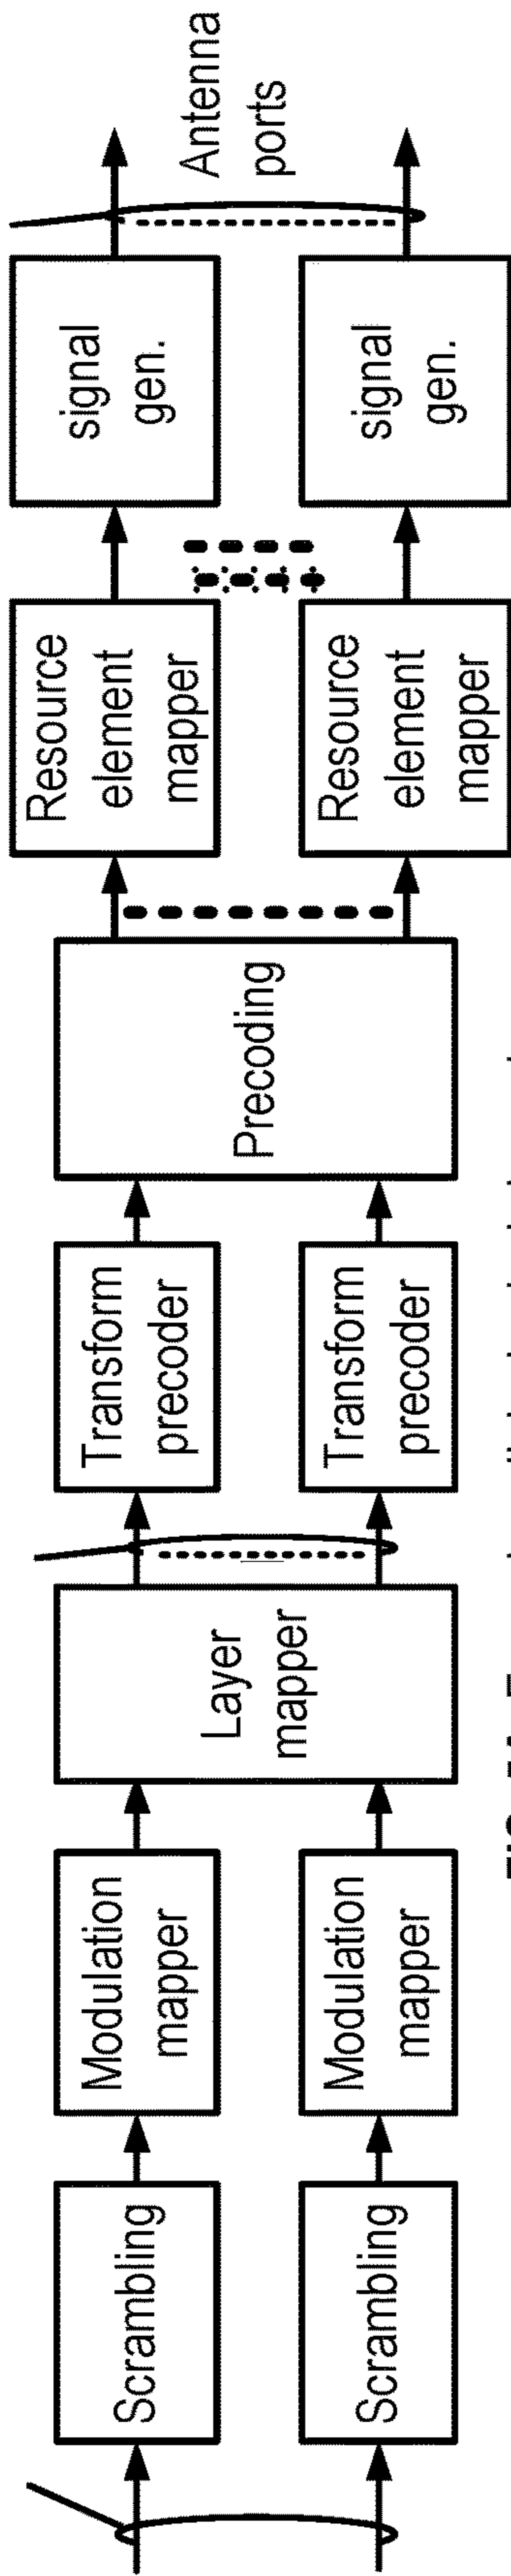 Scrambling
Scrambling
Modulation
mapper
Modulation
mapper
Layer
mapper
Transform
precoder
Transform
precoder
Precoding
Resource
element
mapper
Resource
element
mapper
signal
gen.
signal
gen.
Antenna
ports